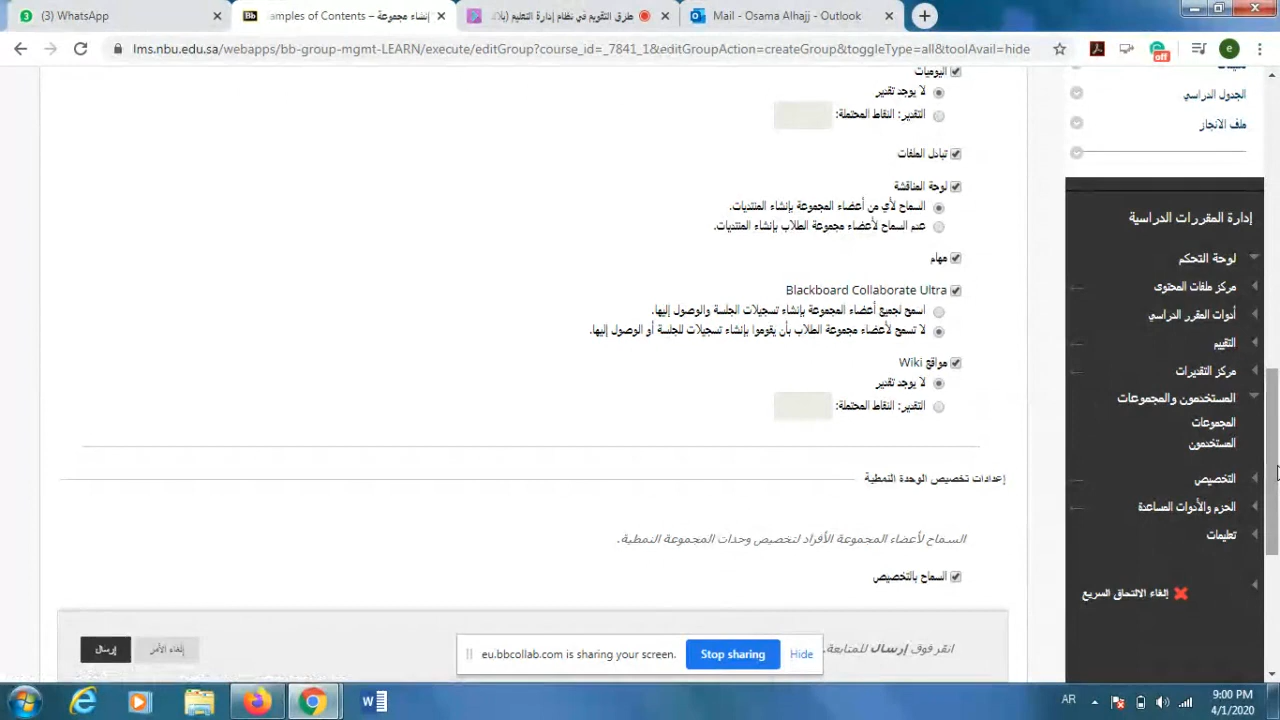 (3) WhatsApp
إنشاء مجموعة – amples of Contents
طرق التقويم
Mail - Osama Alhajj - Outlook
lms.nbu.edu.sa/webapps/bb-group-mgmt-LEARN/execute/editGroup?course_id=_7841_1&editGroupAction=createGroup&toggleType=all&toolAvail=hide
off
e
اليوميات
لا يوجد تقدير
التقدير: النقاط المحتملة:
تبادل الملفات
لوحة المناقشة
السماح لأي من أعضاء المجموعة بإنشاء المنتديات.
عدم السماح لأعضاء مجموعة الطلاب بإنشاء المنتديات.
مهام
Blackboard Collaborate Ultra
اسمح لجميع أعضاء المجموعة بإنشاء تسجيلات الجلسة والوصول إليها.
لا تسمح لأعضاء مجموعة الطلاب بأن يقوموا بإنشاء تسجيلات للجلسة أو الوصول إليها.
مواقع Wiki
لا يوجد تقدير
التقدير: النقاط المحتملة:
إعدادات تخصيص الوحدة النمطية
السماح لأعضاء المجموعة الأفراد لتخصيص وحدات المجموعة النمطية.
السماح بالتخصيص
انقر فوق إرسال للمتابعة.
إلغاء الأمر
إرسال
eu.bbcollab.com is sharing your screen.
Stop sharing
Hide
الجدول الدراسي
ملف الانجاز
إدارة المقررات الدراسية
لوحة التحكم
مركز ملفات المحتوى
أدوات المقرر الدراسي
التقييم
مركز التقديرات
المستخدمون والمجموعات
المجموعات
المستخدمون
التخصيص
الحزم والأدوات المساعدة
تعليمات
إلغاء الالتحاق السريع
AR
9:00 PM
4/1/2020